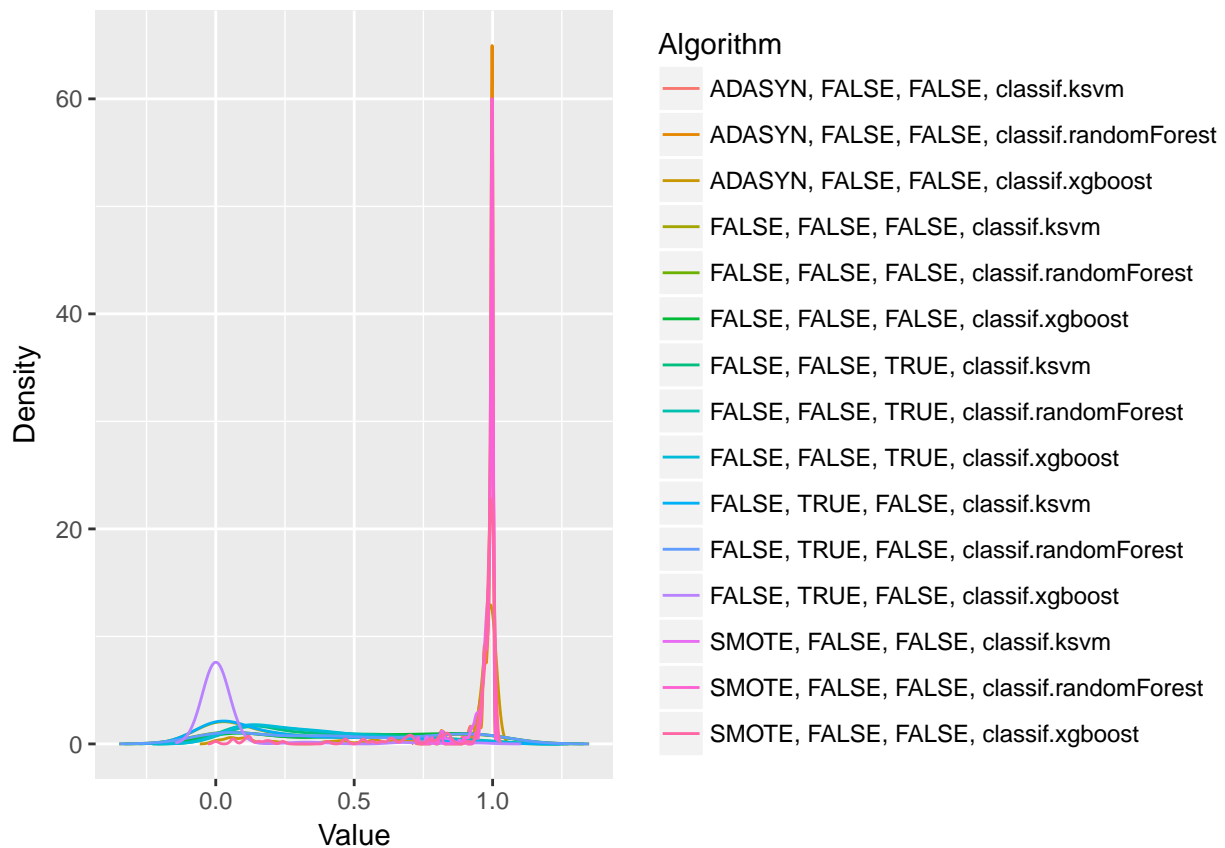 60
40
20
0
Density
0.0 0.5 1.0
Value
Algorithm
ADASYN, FALSE, FALSE, classif.ksvm
ADASYN, FALSE, FALSE, classif.randomForest
ADASYN, FALSE, FALSE, classif.xgboost
FALSE, FALSE, FALSE, classif.ksvm
FALSE, FALSE, FALSE, classif.randomForest
FALSE, FALSE, FALSE, classif.xgboost
FALSE, FALSE, TRUE, classif.ksvm
FALSE, FALSE, TRUE, classif.randomForest
FALSE, FALSE, TRUE, classif.xgboost
FALSE, TRUE, FALSE, classif.ksvm
FALSE, TRUE, FALSE, classif.randomForest
FALSE, TRUE, FALSE, classif.xgboost
SMOTE, FALSE, FALSE, classif.ksvm
SMOTE, FALSE, FALSE, classif.randomForest
SMOTE, FALSE, FALSE, classif.xgboost